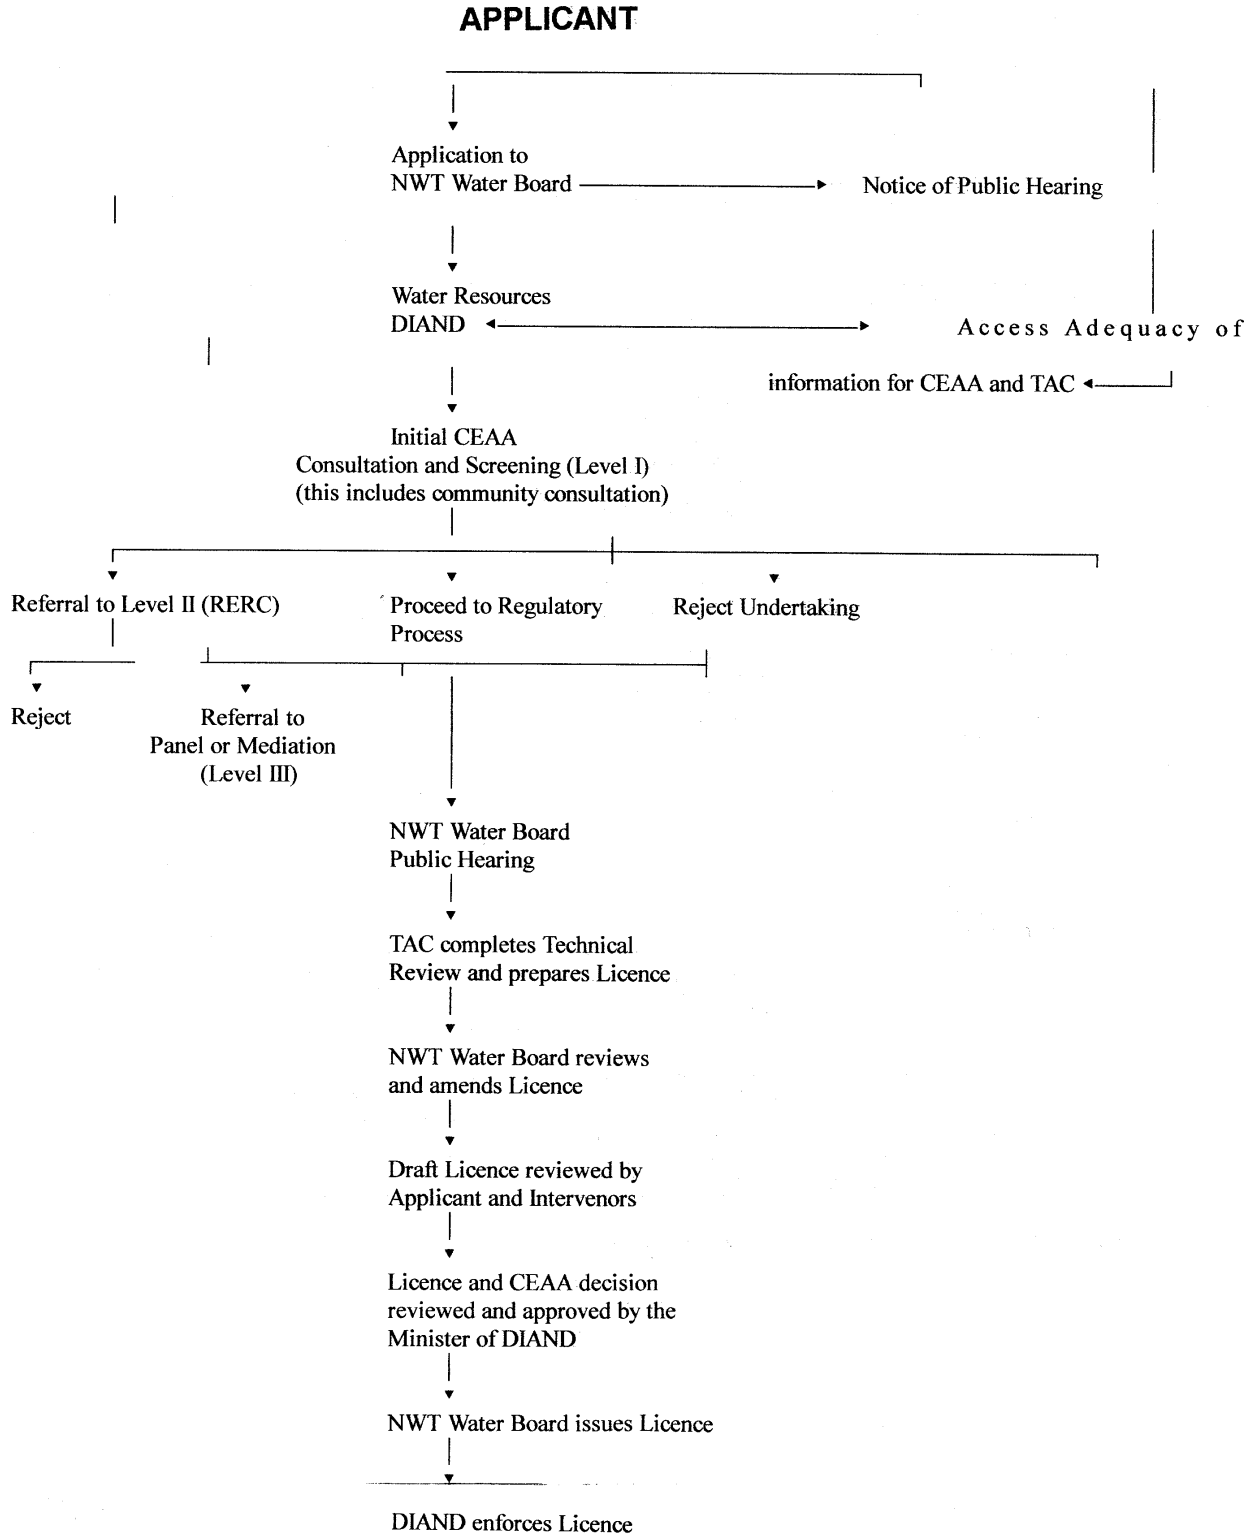 APPLICANT
Application to
NWT Water Board
Notice of Public Hearing
Water Resources
DIAND
Access Adequacy of
information for CEAA and TAC
Initial CEAA
Consultation and Screening (Level I)
(this includes community consultation)
Referral to Level II (RERC)
Proceed to Regulatory
Process
Reject Undertaking
Reject
Referral to
Panel or Mediation
(Level III)
NWT Water Board
Public Hearing
TAC completes Technical
Review and prepares Licence
NWT Water Board reviews
and amends Licence
Draft Licence reviewed by
Applicant and Intervenors
Licence and CEAA decision
reviewed and approved by the
Minister of DIAND
NWT Water Board issues Licence
DIAND enforces Licence